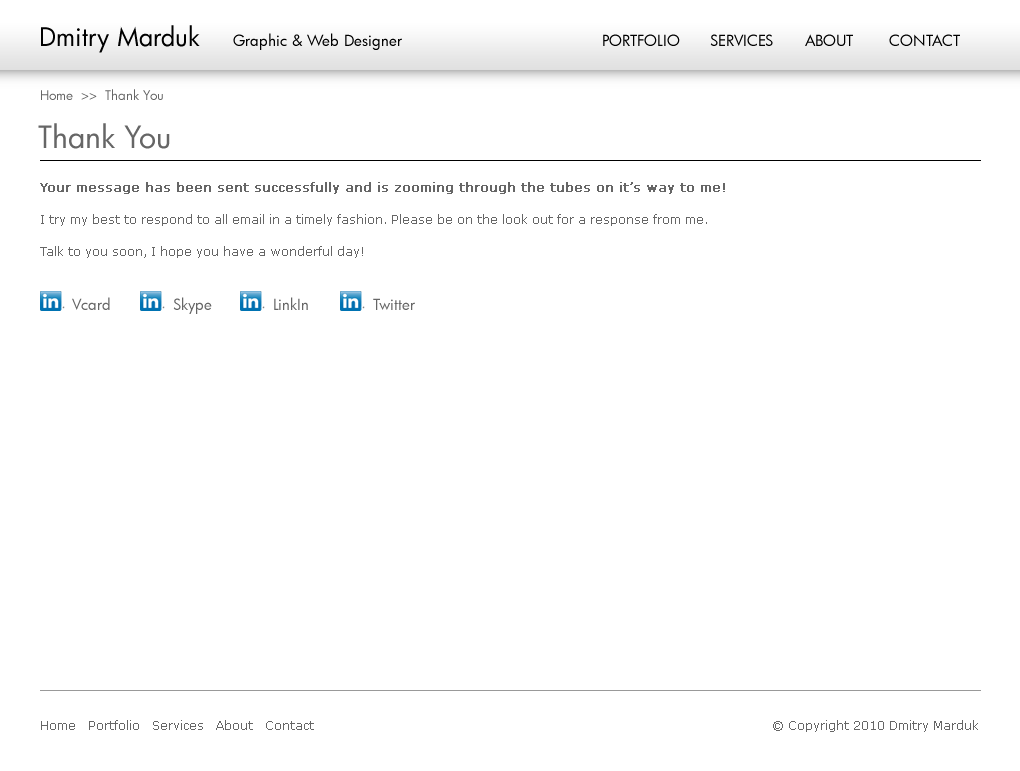 Dmitry Marduk Graphic & Web Designer PORTFOLIO SERVICES ABOUT CONTACT
Home >> Thank You
Thank You
Your message has been sent successfully and is zooming through the tubes on it's way to me!
I try my best to respond to all email in a timely fashion. Please be on the look out for a response from me.
Talk to you soon, I hope you have a wonderful day!
in Vcard in Skype in LinkIn in Twitter
Home Portfolio Services About Contact © Copyright 2010 Dmitry Marduk